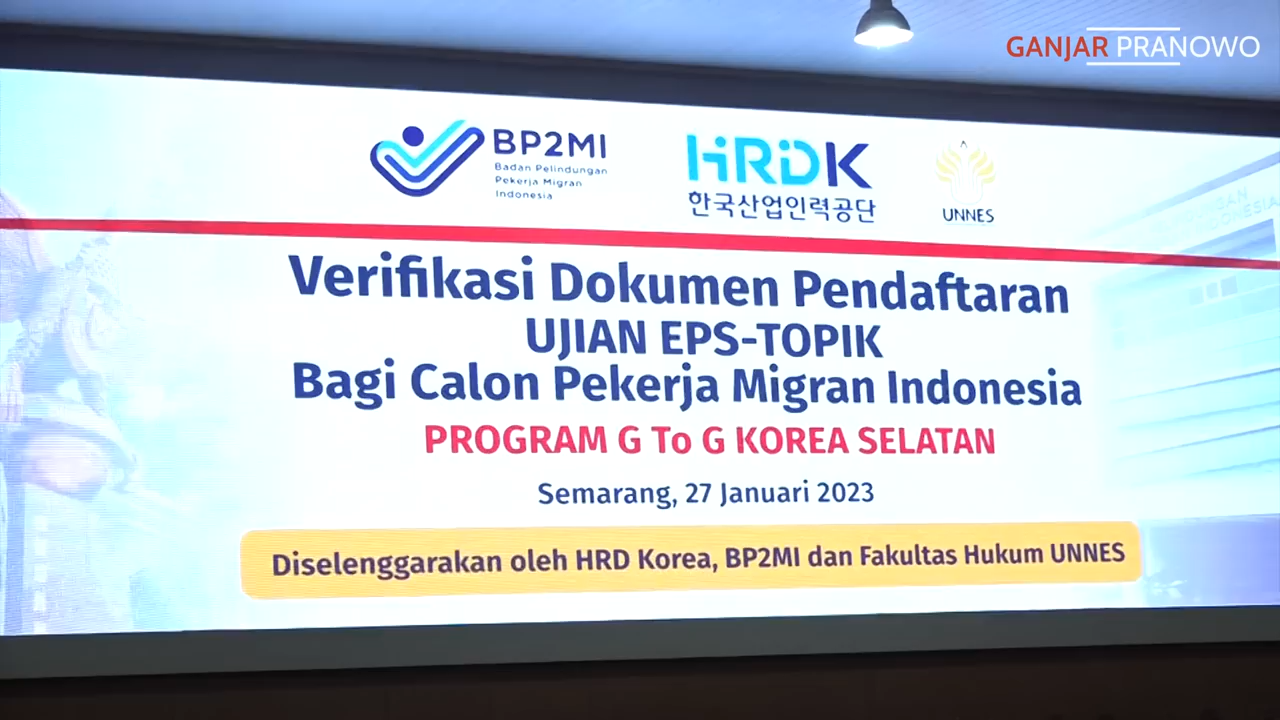 GANJAR PRANOWO
BP2MI
Badan Pelindungan
Pekerja Migran
Indonesia
HRDK
한국산업인력공단
UNNES
Verifikasi Dokumen Pendaftaran
UJIAN EPS-TOPIK
Bagi Calon Pekerja Migran Indonesia
PROGRAM G To G KOREA SELATAN
Semarang, 27 Januari 2023
Diselenggarakan oleh HRD Korea, BP2MI dan Fakultas Hukum UNNES